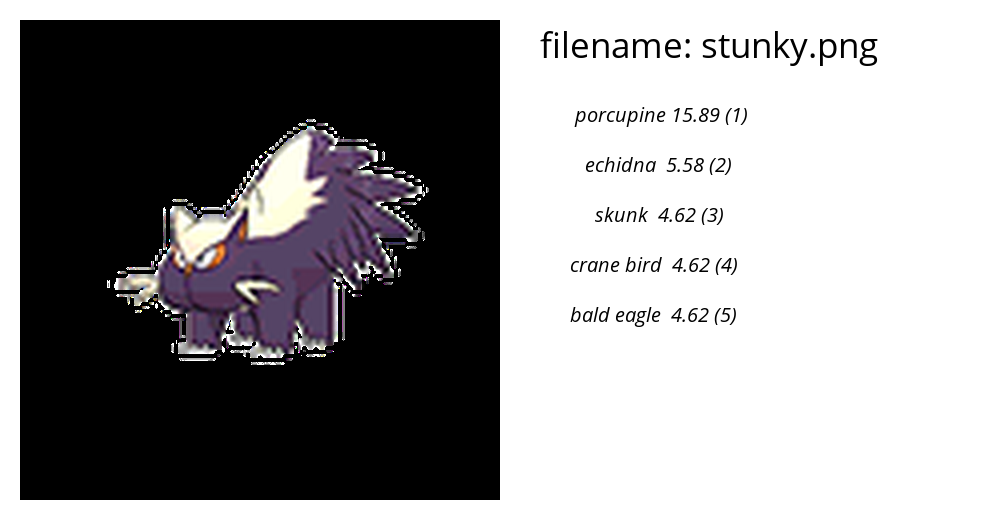 filename: stunky.png
porcupine 15.89 (1)
echidna 5.58 (2)
skunk 4.62 (3)
crane bird 4.62 (4)
bald eagle 4.62 (5)